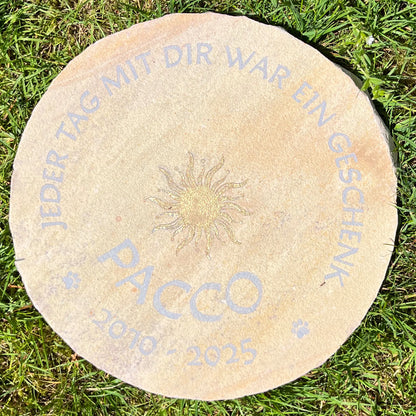 JEDER TAG MIT DIR WAR EIN GESCHENK
PACCO
2010 - 2025